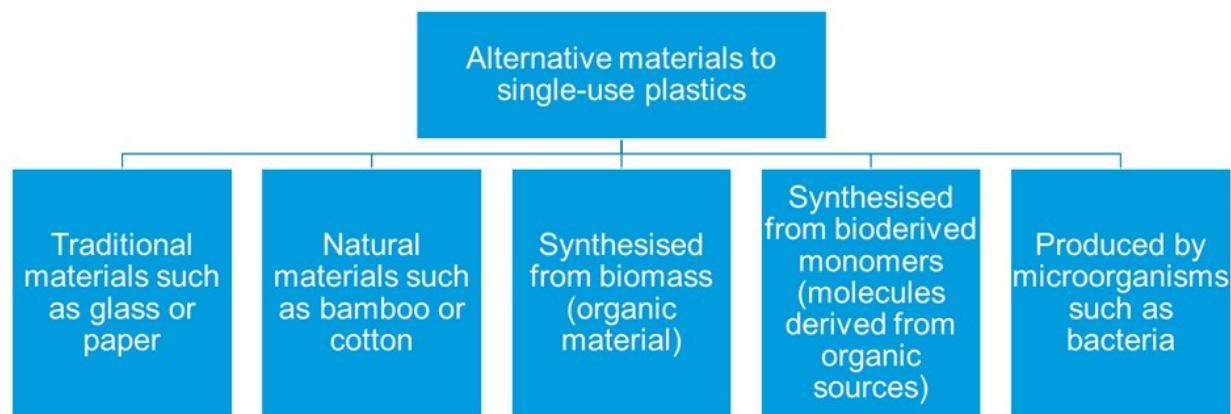 Alternative materials to
single-use plastics
Traditional
materials such
as glass or
paper
Natural
materials such
as bamboo or
cotton
Synthesised
from biomass
(organic
material)
Synthesised
from bioderived
monomers
(molecules
derived from
organic
sources)
Produced by
microorganisms
such as
bacteria